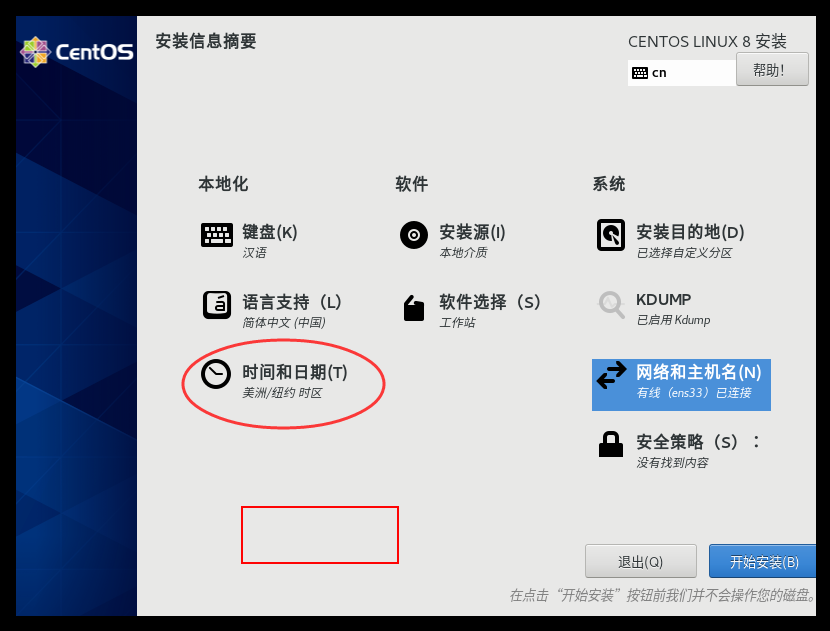 CentOS
安装信息摘要
CENTOS LINUX 8 安装
cn
帮助!
本地化
键盘(K)
汉语
语言支持（L）
简体中文 (中国)
时间和日期(T)
美洲/纽约 时区
软件
安装源(I)
本地介质
软件选择（S）
工作站
系统
安装目的地(D)
已选择自定义分区
KDUMP
已启用 Kdump
网络和主机名(N)
有线（ens33）已连接
安全策略（S）：
没有找到内容
退出(Q)
开始安装(B)
在点击“开始安装”按钮前我们并不会操作您的磁盘。